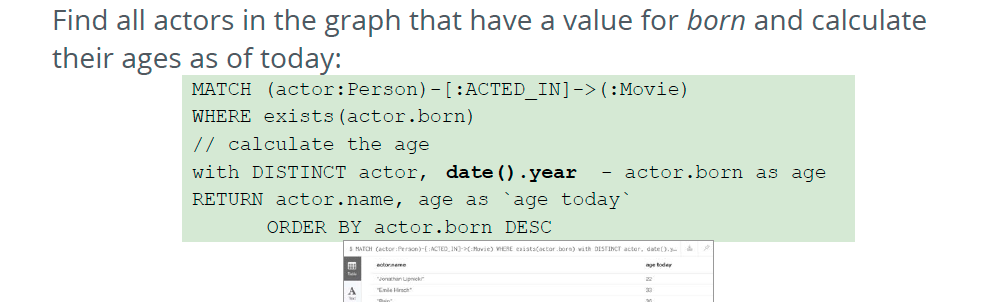 Find all actors in the graph that have a value for born and calculate
their ages as of today:
MATCH (actor:Person)-[:ACTED_IN]->(:Movie)
WHERE exists(actor.born)
// calculate the age
with DISTINCT actor, date().year - actor.born as age
RETURN actor.name, age as `age today`
ORDER BY actor.born DESC
$ MATCH (actor:Person)-[:ACTED_IN]->(:Movie) WHERE exists(actor.born) with DISTINCT actor, date().y…
actor.name age today
Table "Jonathan Lipnicki" 22
A "Emile Hirsch" 33
Text